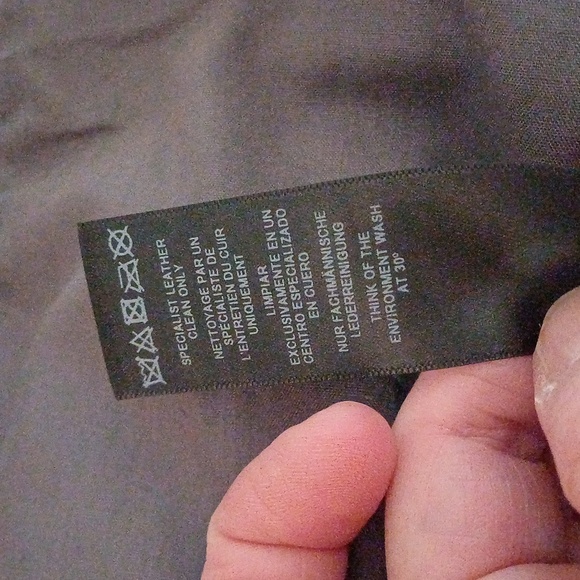 SPECIALIST LEATHER
CLEAN ONLY
NETTOYAGE PAR UN
SPÉCIALISTE DE
L'ENTRETIEN DU CUIR
UNIQUEMENT
LIMPIAR
EXCLUSIVAMENTE EN UN
CENTRO ESPECIALIZADO
EN CUERO
NUR FACHMÄNNISCHE
LEDERREINIGUNG
THINK OF THE
ENVIRONMENT WASH
AT 30°